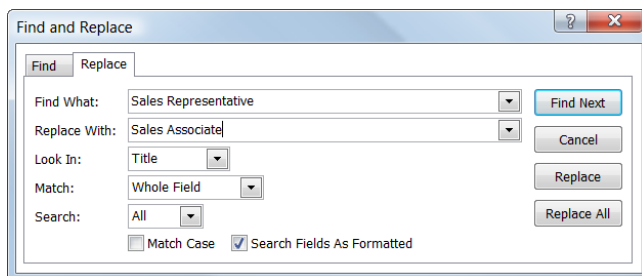 Find and Replace
Find Replace
Find What: Sales Representative Find Next
Replace With: Sales Associate Cancel
Look In: Title
Match: Whole Field Replace
Search: All Replace All
Match Case Search Fields As Formatted